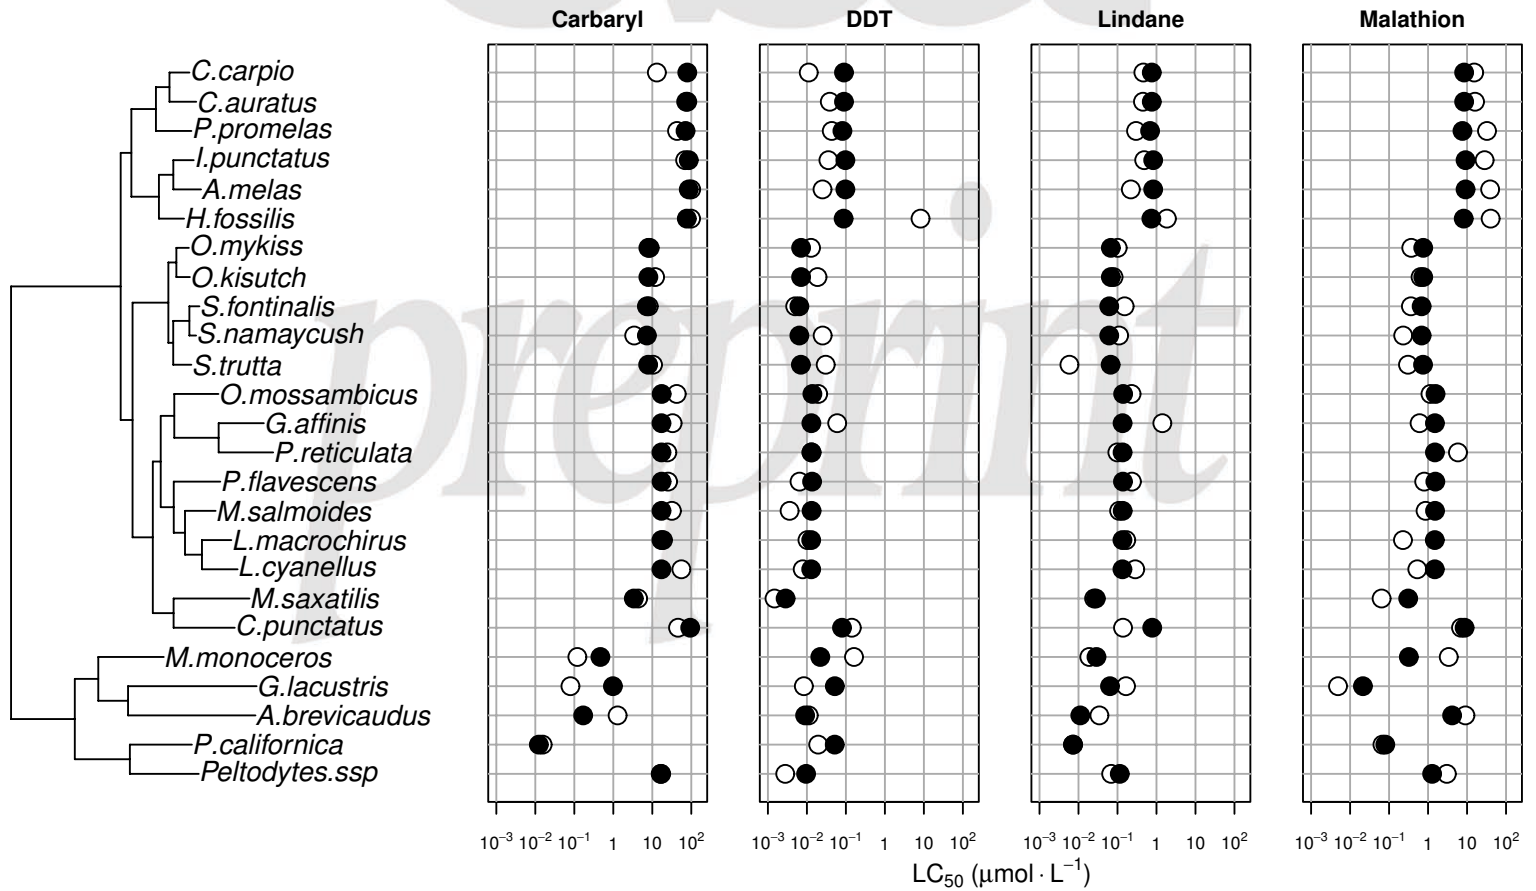 Carbaryl DDT Lindane Malathion
C.carpio
C.auratus
P.promelas
I.punctatus
A.melas
H.fossilis
O.mykiss
O.kisutch
S.fontinalis
S.namaycush
S.trutta
O.mossambicus
G.affinis
P.reticulata
P.flavescens
M.salmoides
L.macrochirus
L.cyanellus
M.saxatilis
C.punctatus
M.monoceros
G.lacustris
A.brevicaudus
P.californica
Peltodytes.ssp
10⁻³ 10⁻² 10⁻¹ 1 10 10² 10⁻³ 10⁻² 10⁻¹ 1 10 10² 10⁻³ 10⁻² 10⁻¹ 1 10 10² 10⁻³ 10⁻² 10⁻¹ 1 10 10²
LC₅₀ (μmol · L⁻¹)
preprint